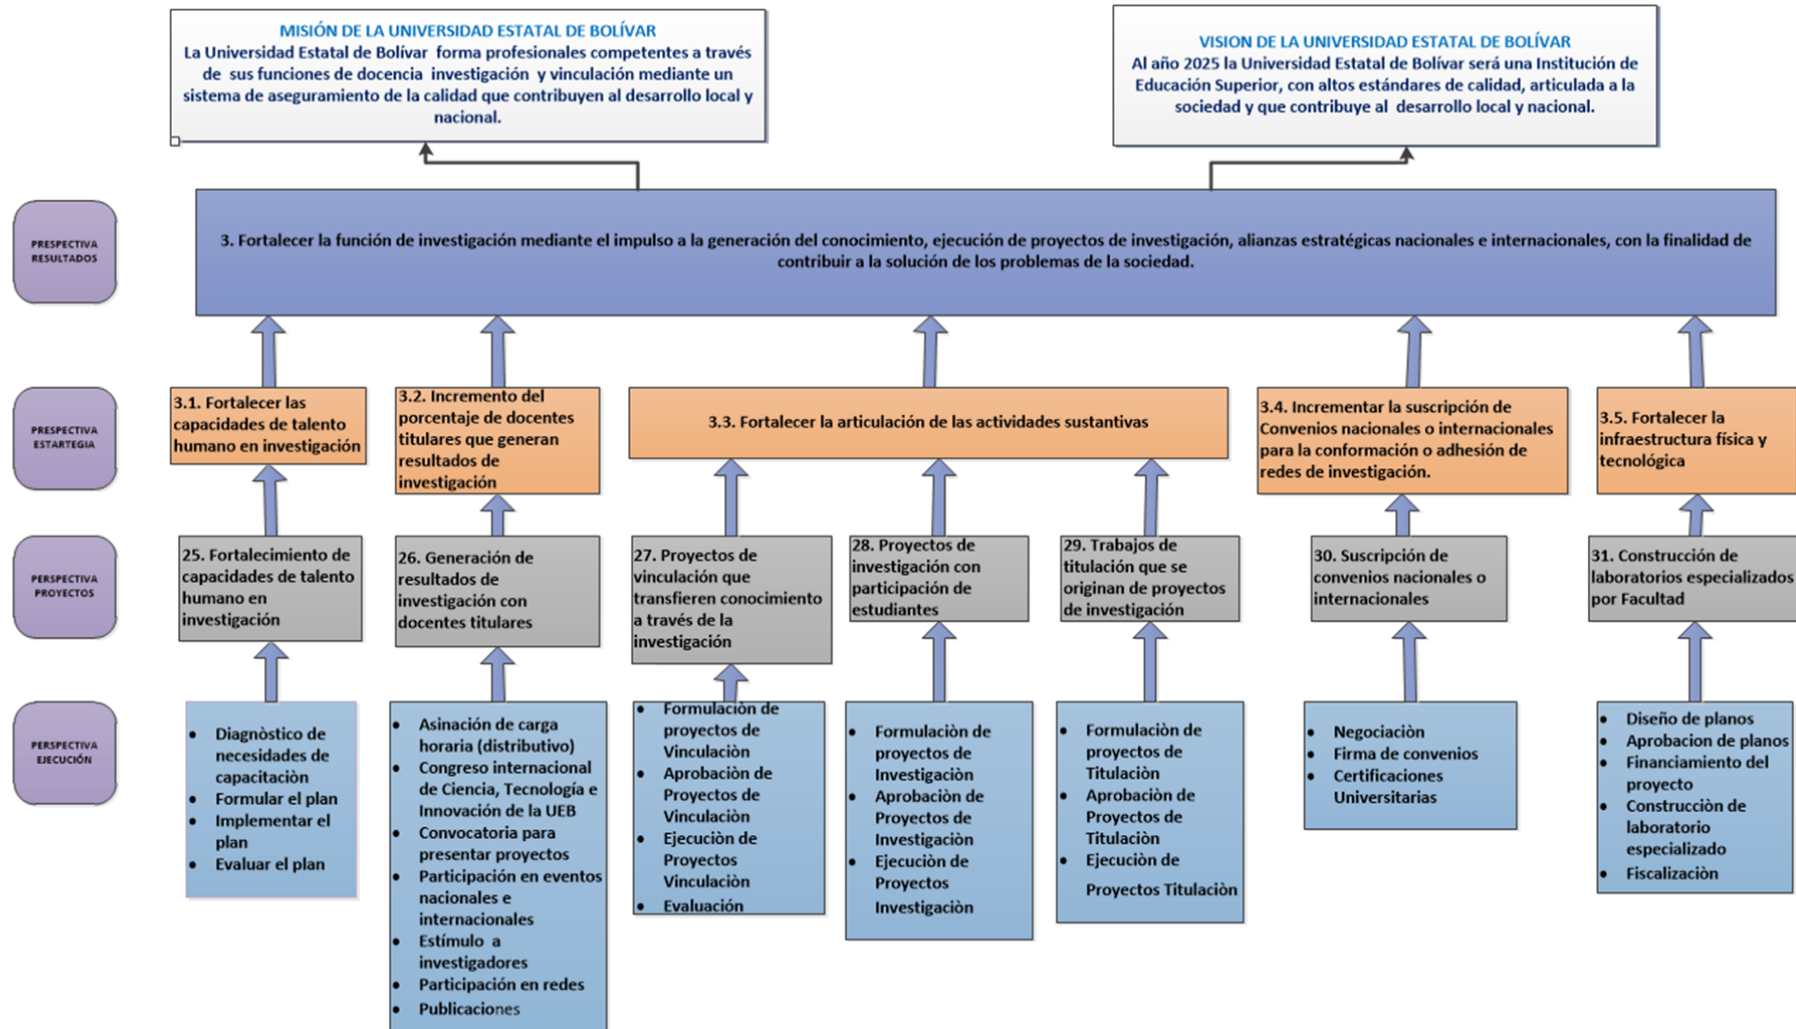 MISIÓN DE LA UNIVERSIDAD ESTATAL DE BOLÍVAR
La Universidad Estatal de Bolívar forma profesionales competentes a través
de sus funciones de docencia investigación y vinculación mediante un
sistema de aseguramiento de la calidad que contribuyen al desarrollo local y
nacional.
VISION DE LA UNIVERSIDAD ESTATAL DE BOLÍVAR
Al año 2025 la Universidad Estatal de Bolívar será una Institución de
Educación Superior, con altos estándares de calidad, articulada a la
sociedad y que contribuye al desarrollo local y nacional.
PRESPECTIVA
RESULTADOS
3. Fortalecer la función de investigación mediante el impulso a la generación del conocimiento, ejecución de proyectos de investigación, alianzas estratégicas nacionales e internacionales, con la finalidad de
contribuir a la solución de los problemas de la sociedad.
PRESPECTIVA
ESTARTEGIA
3.1. Fortalecer las
capacidades de talento
humano en investigación
3.2. Incremento del
porcentaje de docentes
titulares que generan
resultados de
investigación
3.3. Fortalecer la articulación de las actividades sustantivas
3.4. Incrementar la suscripción de
Convenios nacionales o internacionales
para la conformación o adhesión de
redes de investigación.
3.5. Fortalecer la
infraestructura física y
tecnológica
PERSPECTIVA
PROYECTOS
25. Fortalecimiento de
capacidades de talento
humano en
investigación
26. Generación de
resultados de
investigación con
docentes titulares
27. Proyectos de
vinculación que
transfieren conocimiento
a través de la
investigación
28. Proyectos de
investigación con
participación de
estudiantes
29. Trabajos de
titulación que se
originan de proyectos
de investigación
30. Suscripción de
convenios nacionales o
internacionales
31. Construcción de
laboratorios especializados
por Facultad
PERSPECTIVA
EJECUCIÓN
• Diagnòstico de
necesidades de
capacitaciòn
• Formular el plan
• Implementar el
plan
• Evaluar el plan
• Asinación de carga
horaria (distributivo)
• Congreso internacional
de Ciencia, Tecnología e
Innovación de la UEB
• Convocatoria para
presentar proyectos
• Participación en eventos
nacionales e
internacionales
• Estímulo a
investigadores
• Participación en redes
• Publicaciones
• Formulaciòn de
proyectos de
Vinculaciòn
• Aprobaciòn de
Proyectos de
Vinculaciòn
• Ejecuciòn de
Proyectos
Vinculaciòn
• Evaluación
• Formulaciòn de
proyectos de
Investigaciòn
• Aprobaciòn de
Proyectos de
Investigaciòn
• Ejecuciòn de
Proyectos
Investigaciòn
• Formulaciòn de
proyectos de
Titulaciòn
• Aprobaciòn de
Proyectos de
Titulaciòn
• Ejecuciòn de
Proyectos Titulaciòn
• Negociaciòn
• Firma de convenios
• Certificaciones
Universitarias
• Diseño de planos
• Aprobacion de planos
• Financiamiento del
proyecto
• Construcciòn de
laboratorio
especializado
• Fiscalizaciòn